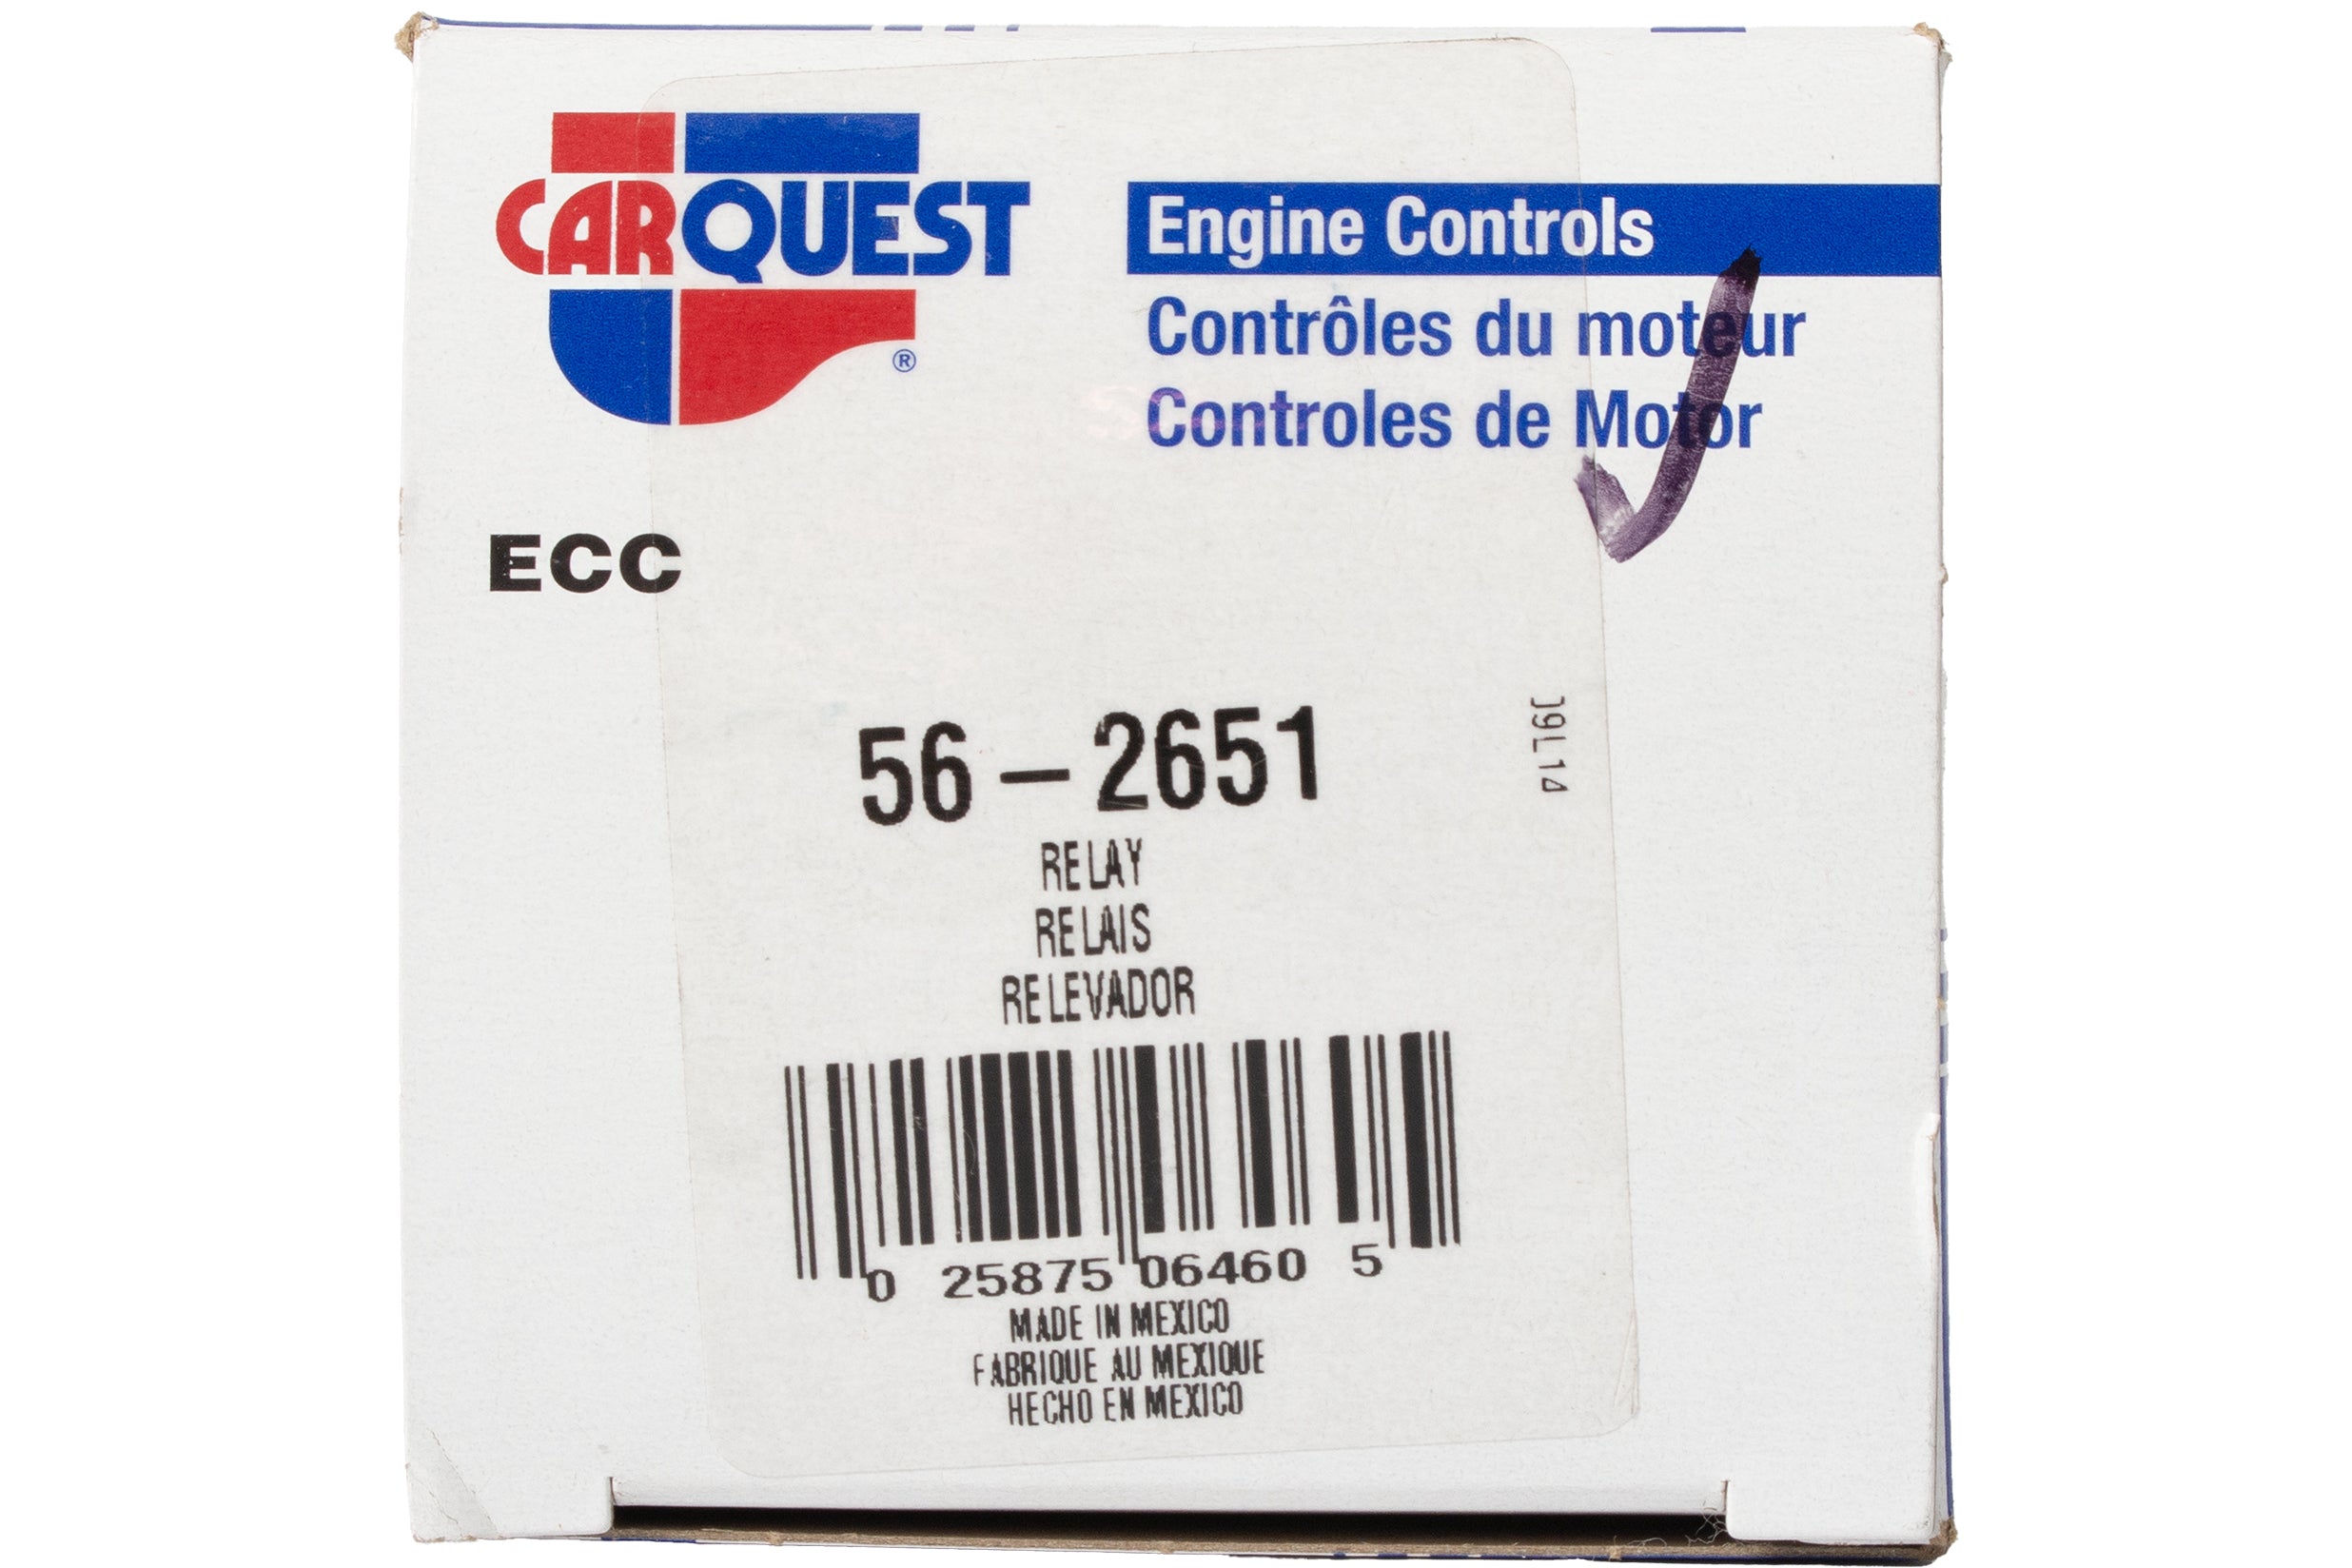 CARQUEST
®
Engine Controls
Contrôles du moteur
Controles de Motor
ECC
56-2651
RELAY
RELAIS
RELEVADOR
0 25875 06460 5
MADE IN MEXICO
FABRIQUE AU MEXIQUE
HECHO EN MEXICO